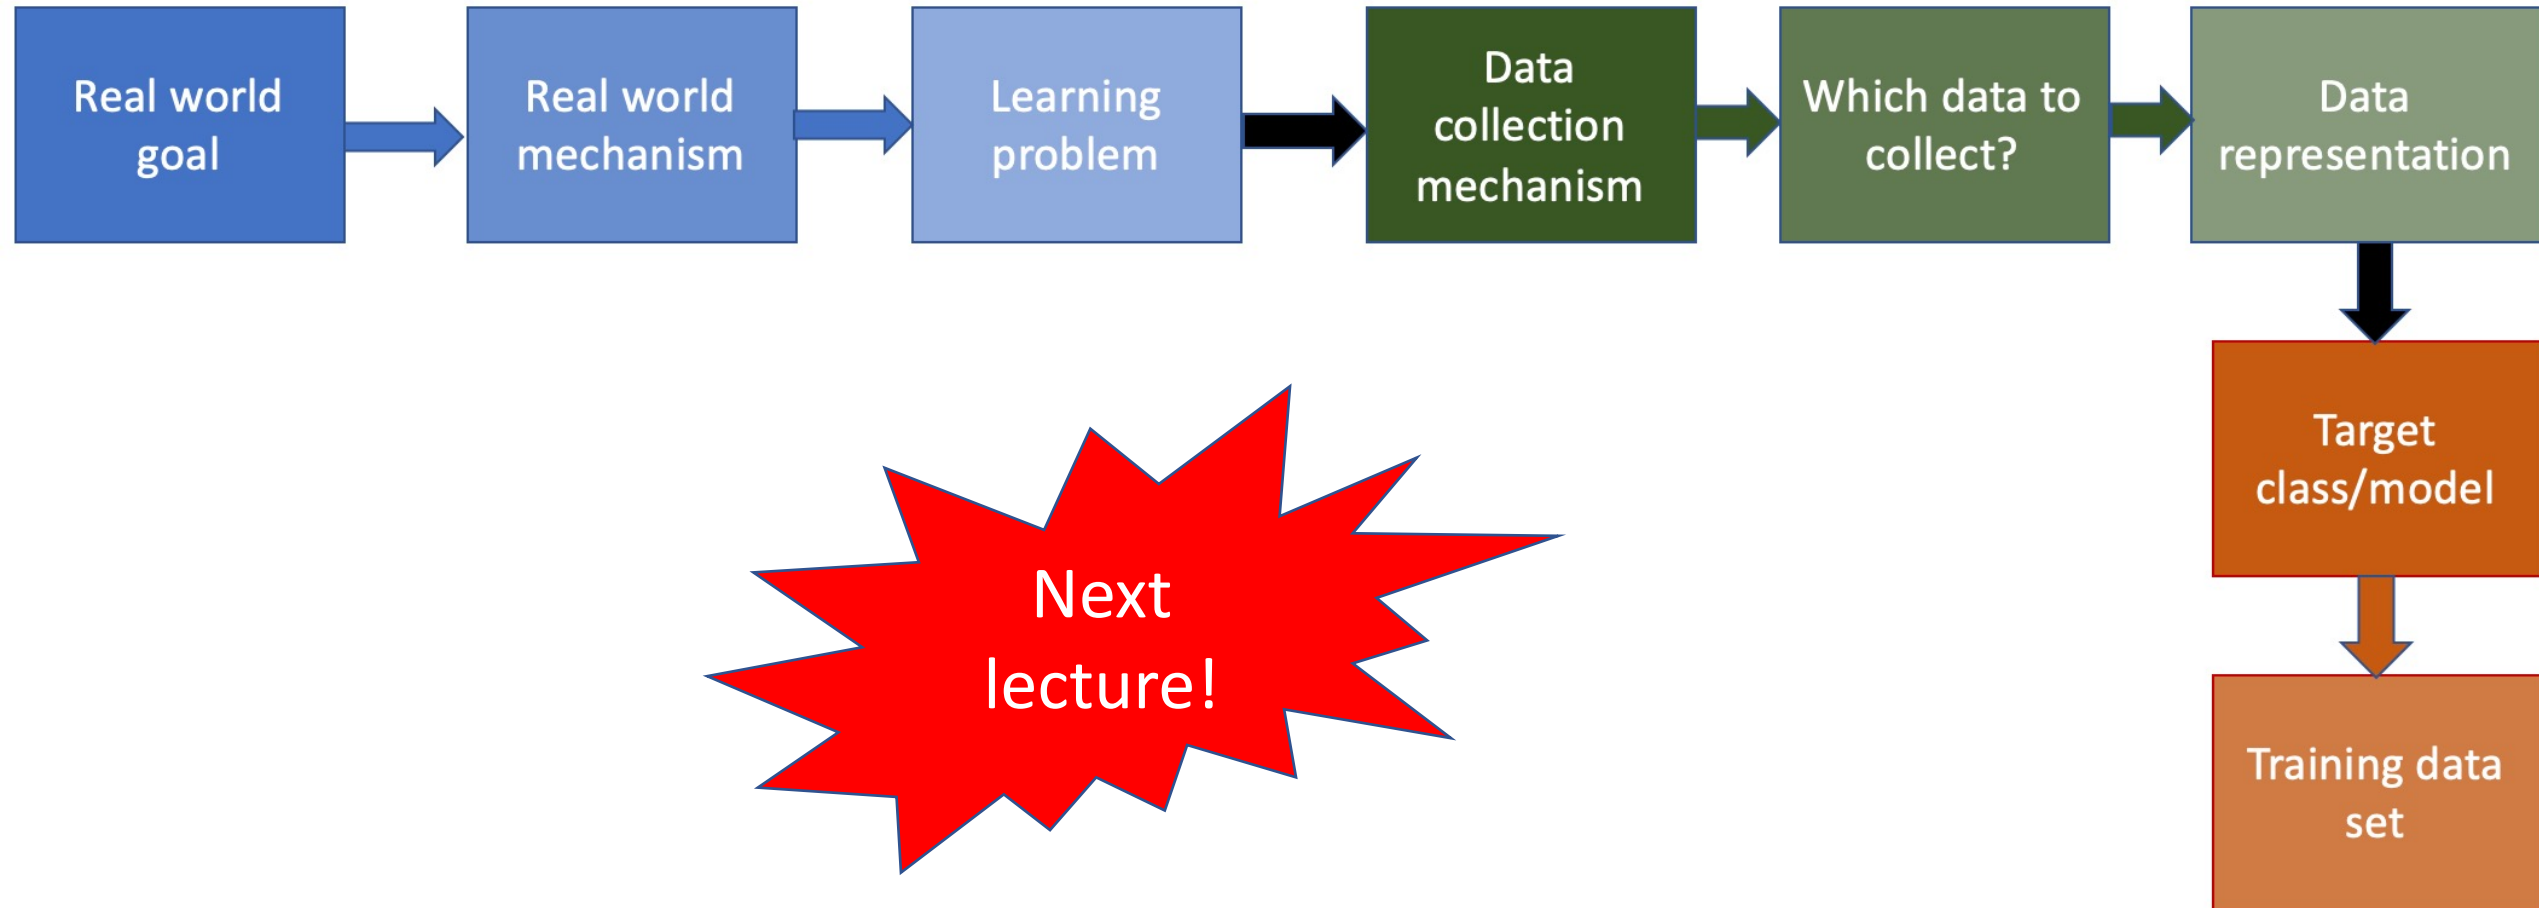 Real world
goal
Real world
mechanism
Learning
problem
Data
collection
mechanism
Which data to
collect?
Data
representation
Target
class/model
Next
lecture!
Training data
set